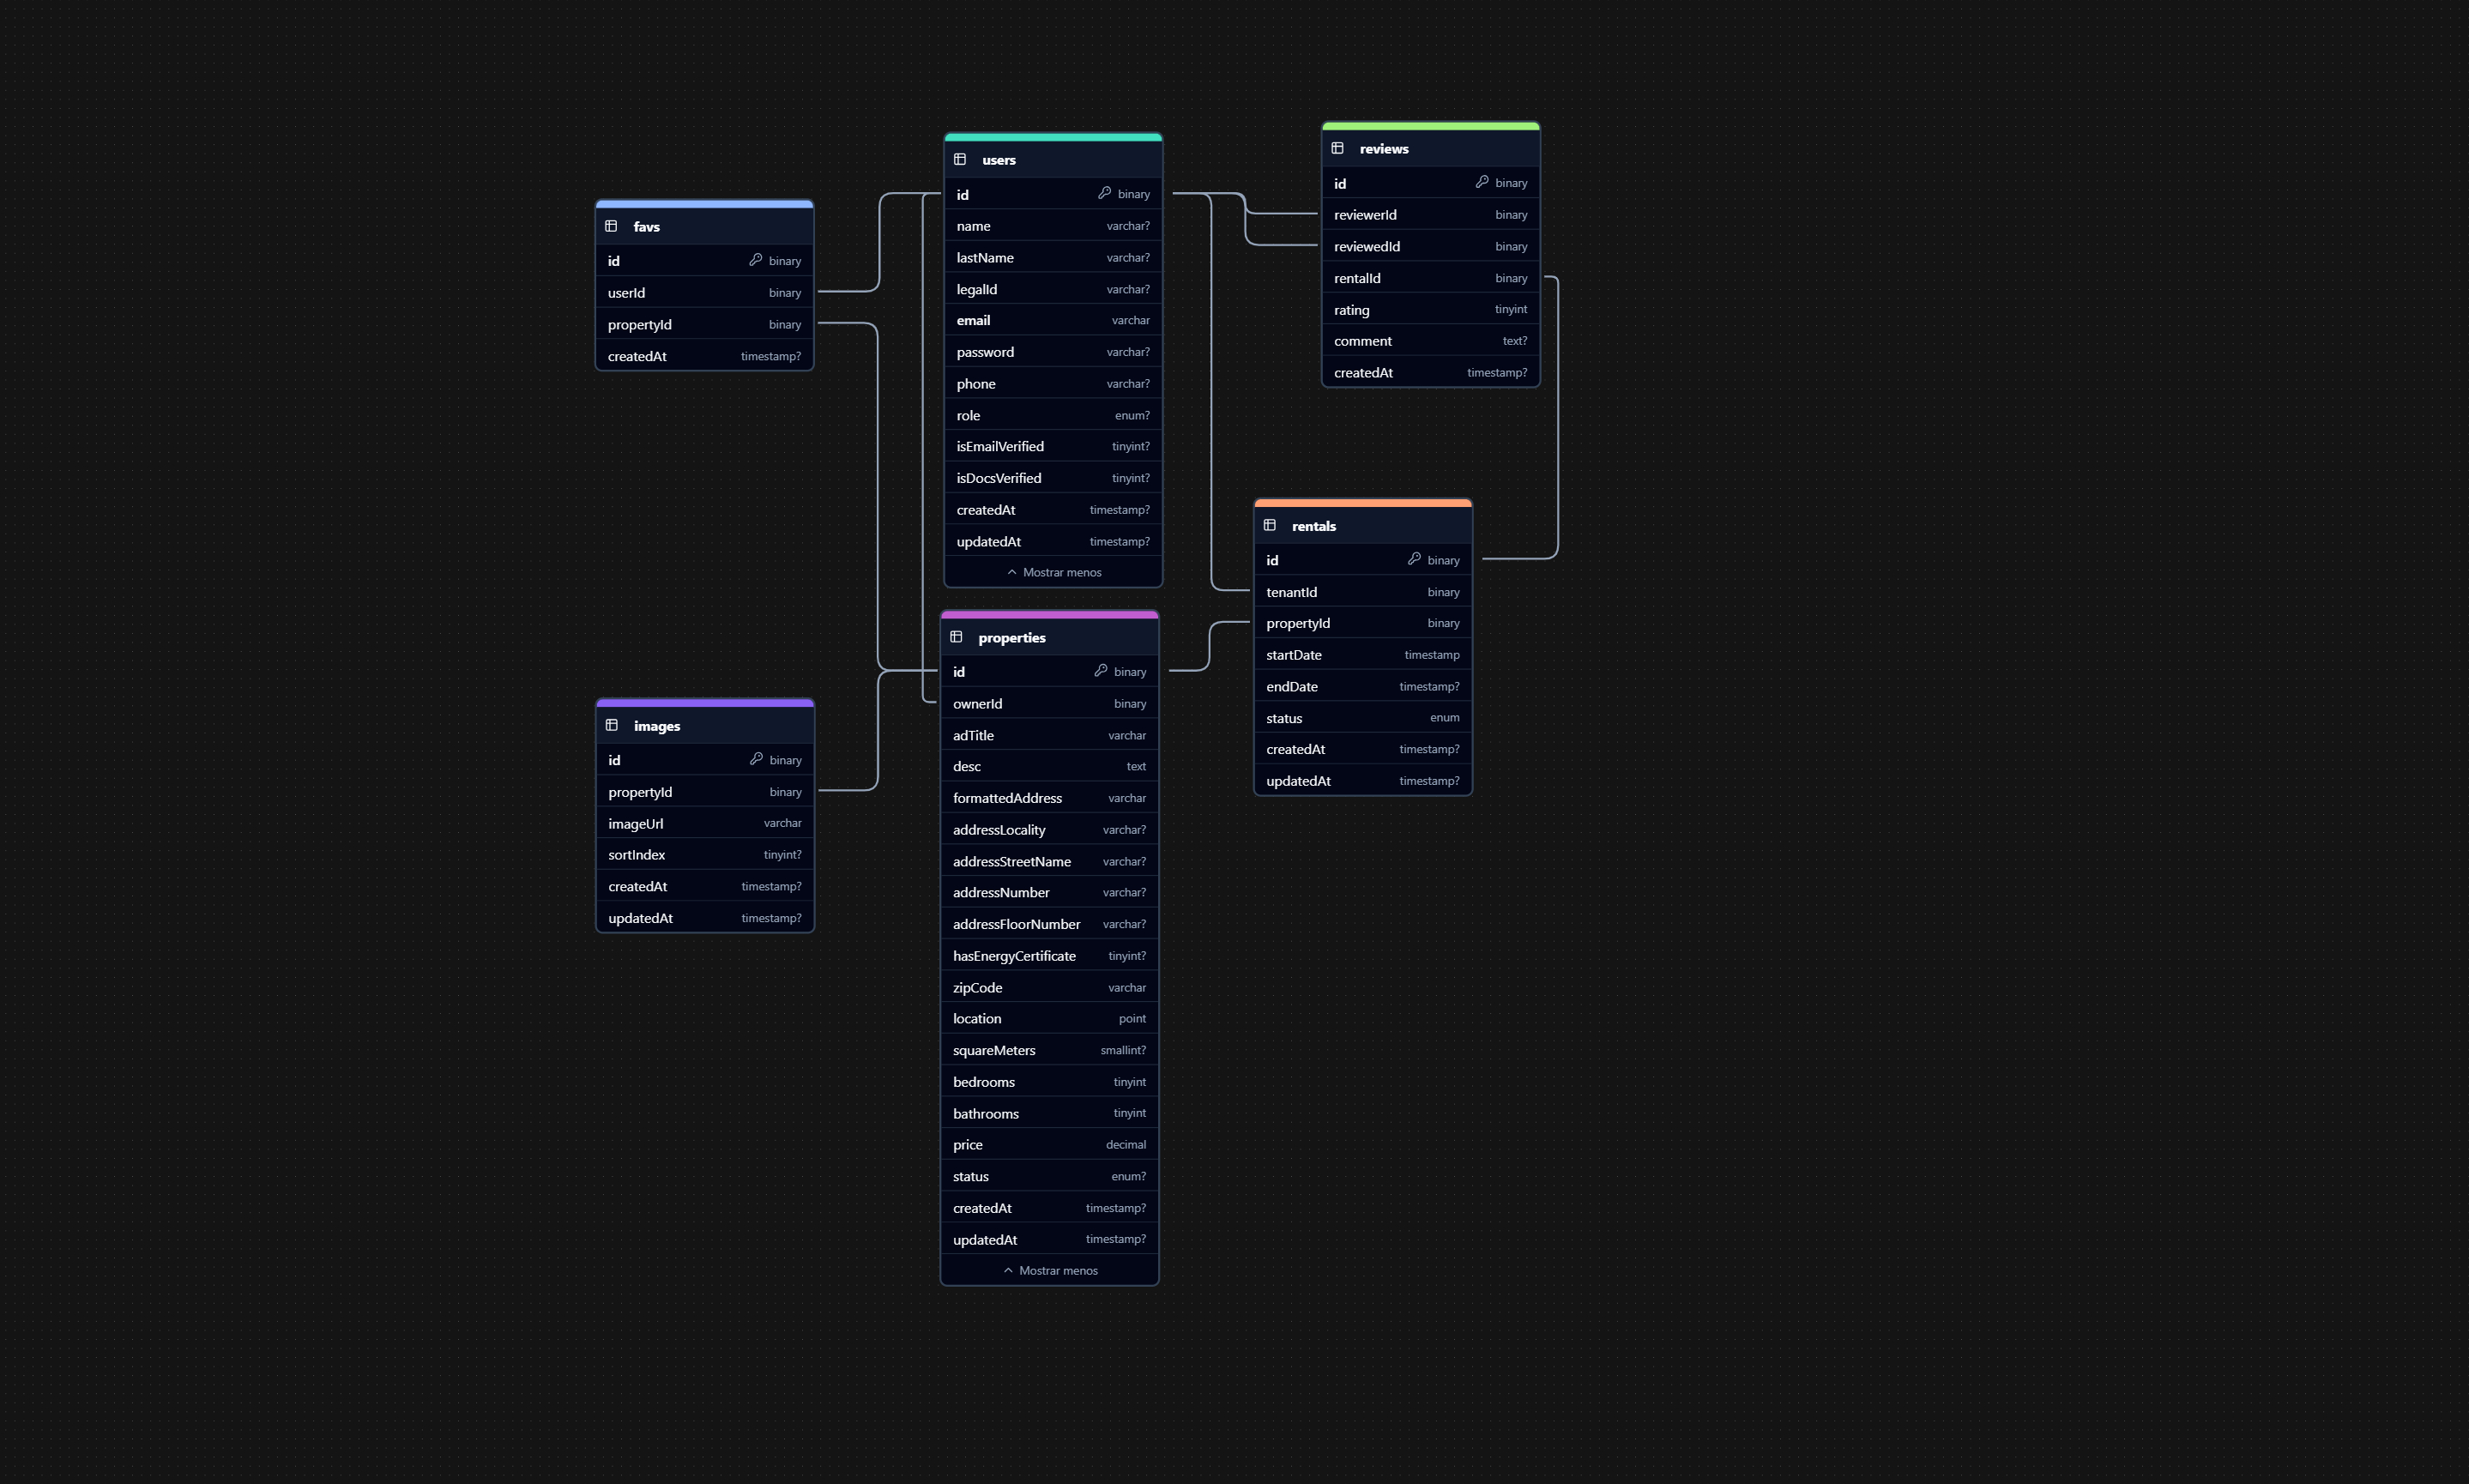 favs
id binary
userId binary
propertyId binary
createdAt timestamp?
users
id binary
name varchar?
lastName varchar?
legalId varchar?
email varchar
password varchar?
phone varchar?
role enum?
isEmailVerified tinyint?
isDocsVerified tinyint?
createdAt timestamp?
updatedAt timestamp?
Mostrar menos
reviews
id binary
reviewerId binary
reviewedId binary
rentalId binary
rating tinyint
comment text?
createdAt timestamp?
rentals
id binary
tenantId binary
propertyId binary
startDate timestamp
endDate timestamp?
status enum
createdAt timestamp?
updatedAt timestamp?
images
id binary
propertyId binary
imageUrl varchar
sortIndex tinyint?
createdAt timestamp?
updatedAt timestamp?
properties
id binary
ownerId binary
adTitle varchar
desc text
formattedAddress varchar
addressLocality varchar?
addressStreetName varchar?
addressNumber varchar?
addressFloorNumber varchar?
hasEnergyCertificate tinyint?
zipCode varchar
location point
squareMeters smallint?
bedrooms tinyint
bathrooms tinyint
price decimal
status enum?
createdAt timestamp?
updatedAt timestamp?
Mostrar menos